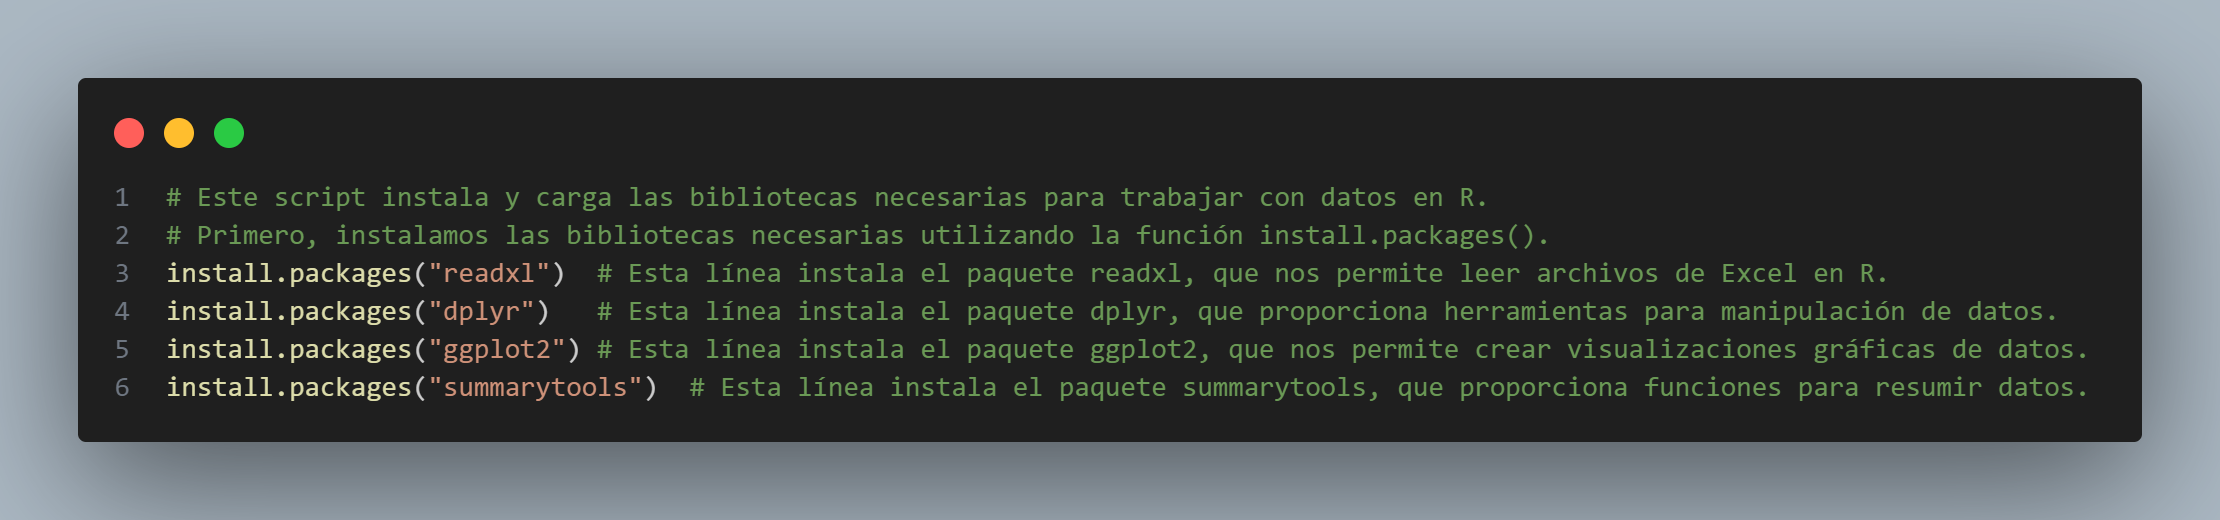 1 # Este script instala y carga las bibliotecas necesarias para trabajar con datos en R.
2 # Primero, instalamos las bibliotecas necesarias utilizando la función install.packages().
3 install.packages("readxl")  # Esta línea instala el paquete readxl, que nos permite leer archivos de Excel en R.
4 install.packages("dplyr")   # Esta línea instala el paquete dplyr, que proporciona herramientas para manipulación de datos.
5 install.packages("ggplot2") # Esta línea instala el paquete ggplot2, que nos permite crear visualizaciones gráficas de datos.
6 install.packages("summarytools")  # Esta línea instala el paquete summarytools, que proporciona funciones para resumir datos.